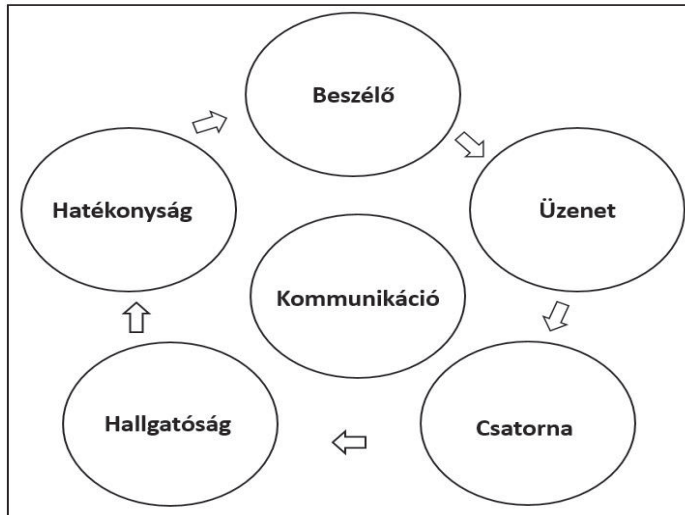 Beszélő
Hatékonyság
Üzenet
Kommunikáció
Hallgatóság
Csatorna